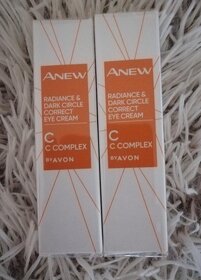 ANEW
RADIANCE &
DARK CIRCLE
CORRECT
EYE CREAM
C
C COMPLEX
BY AVON
ANEW
RADIANCE &
DARK CIRCLE
CORRECT
EYE CREAM
C
C COMPLEX
BY AVON